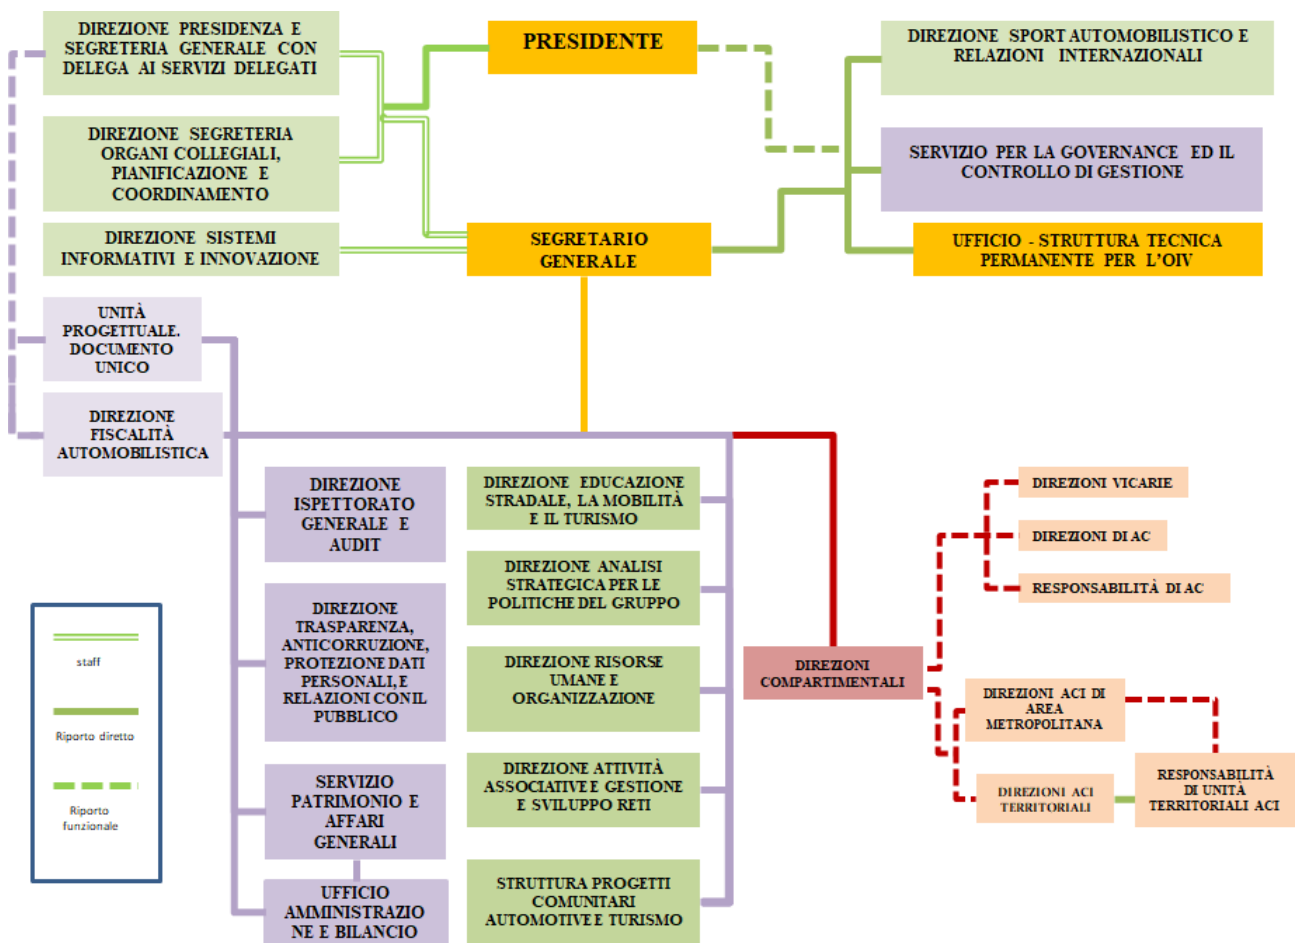 DIREZIONE PRESIDENZA E
SEGRETERIA GENERALE CON
DELEGA AI SERVIZI DELEGATI
PRESIDENTE
DIREZIONE SPORT AUTOMOBILISTICO E
RELAZIONI INTERNAZIONALI
DIREZIONE SEGRETERIA
ORGANI COLLEGIALI,
PIANIFICAZIONE E
COORDINAMENTO
SERVIZIO PER LA GOVERNANCE ED IL
CONTROLLO DI GESTIONE
DIREZIONE SISTEMI
INFORMATIVI E INNOVAZIONE
SEGRETARIO
GENERALE
UFFICIO - STRUTTURA TECNICA
PERMANENTE PER L'OIV
UNITÀ
PROGETTUALE.
DOCUMENTO
UNICO
DIREZIONE
FISCALITÀ
AUTOMOBILISTICA
DIREZIONE
ISPETTORATO
GENERALE E
AUDIT
DIREZIONE
TRASPARENZA,
ANTICORRUZIONE,
PROTEZIONE DATI
PERSONALI, E
RELAZIONI CON IL
PUBBLICO
SERVIZIO
PATRIMONIO E
AFFARI
GENERALI
UFFICIO
AMMINISTRAZIO
NE E BILANCIO
DIREZIONE EDUCAZIONE
STRADALE, LA MOBILITÀ
E IL TURISMO
DIREZIONE ANALISI
STRATEGICA PER LE
POLITICHE DEL GRUPPO
DIREZIONE RISORSE
UMANE E
ORGANIZZAZIONE
DIREZIONE ATTIVITÀ
ASSOCIATIVE E GESTIONE
E SVILUPPO RETI
STRUTTURA PROGETTI
COMUNITARI
AUTOMOTIVE E TURISMO
DIREZIONI
COMPARTIMENTALI
DIREZIONI VICARIE
DIREZIONI DI AC
RESPONSABILITÀ DI AC
DIREZIONI ACI DI
AREA
METROPOLITANA
DIREZIONI ACI
TERRITORIALI
RESPONSABILITÀ
DI UNITÀ
TERRITORIALI ACI
staff
Riporto diretto
Riporto
funzionale